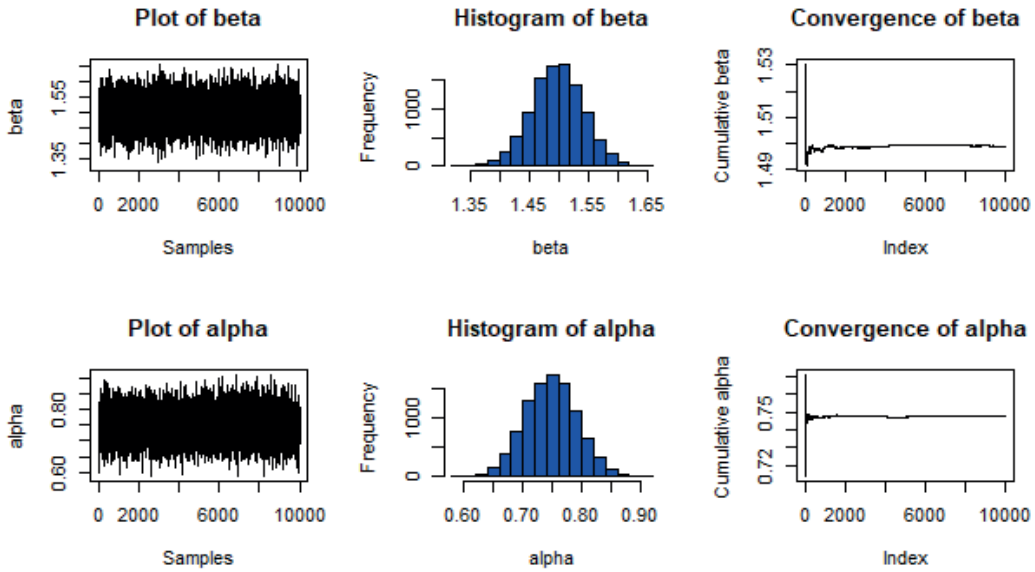 Plot of beta
beta
1.35
1.55
0
2000
6000
10000
Samples
Histogram of beta
Frequency
0
1000
1.35
1.45
1.55
1.65
beta
Convergence of beta
Cumulative beta
1.49
1.51
1.53
0
2000
6000
10000
Index
Plot of alpha
alpha
0.60
0.80
0
2000
6000
10000
Samples
Histogram of alpha
Frequency
0
1000
0.60
0.70
0.80
0.90
alpha
Convergence of alpha
Cumulative alpha
0.72
0.75
0
2000
6000
10000
Index